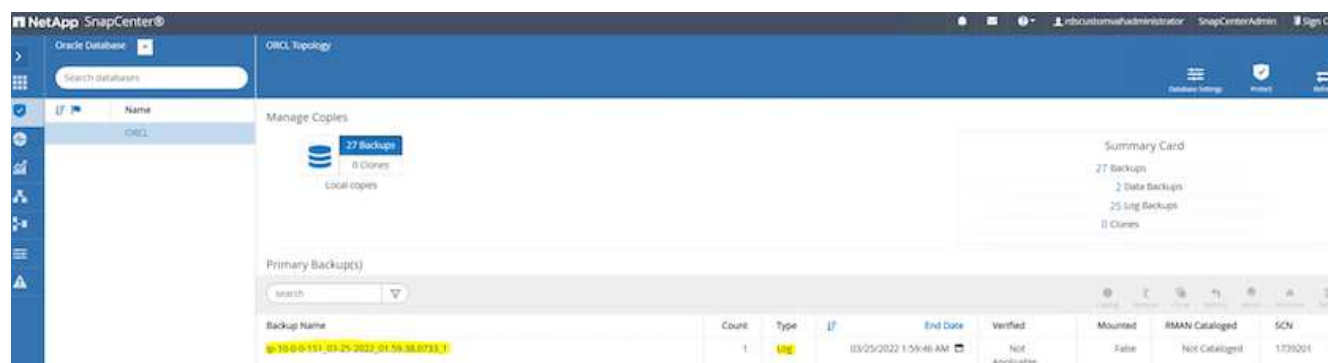 NetApp SnapCenter®
rdscustomval\administrator SnapCenterAdmin Sign
Oracle Database
ORCL Topology
Search databases
Database Settings Protect
Name
ORCL
Manage Copies
27 Backups
0 Clones
Local copies
Summary Card
27 Backups
2 Data Backups
25 Log Backups
0 Clones
Primary Backup(s)
search
Backup Name Count Type End Date Verified Mounted RMAN Cataloged SCN
ip-10-0-0-151_03-25-2022_01.59.38.0733_1 1 Log 03/25/2022 1:59:46 AM Not Applicable False Not Cataloged 1739201